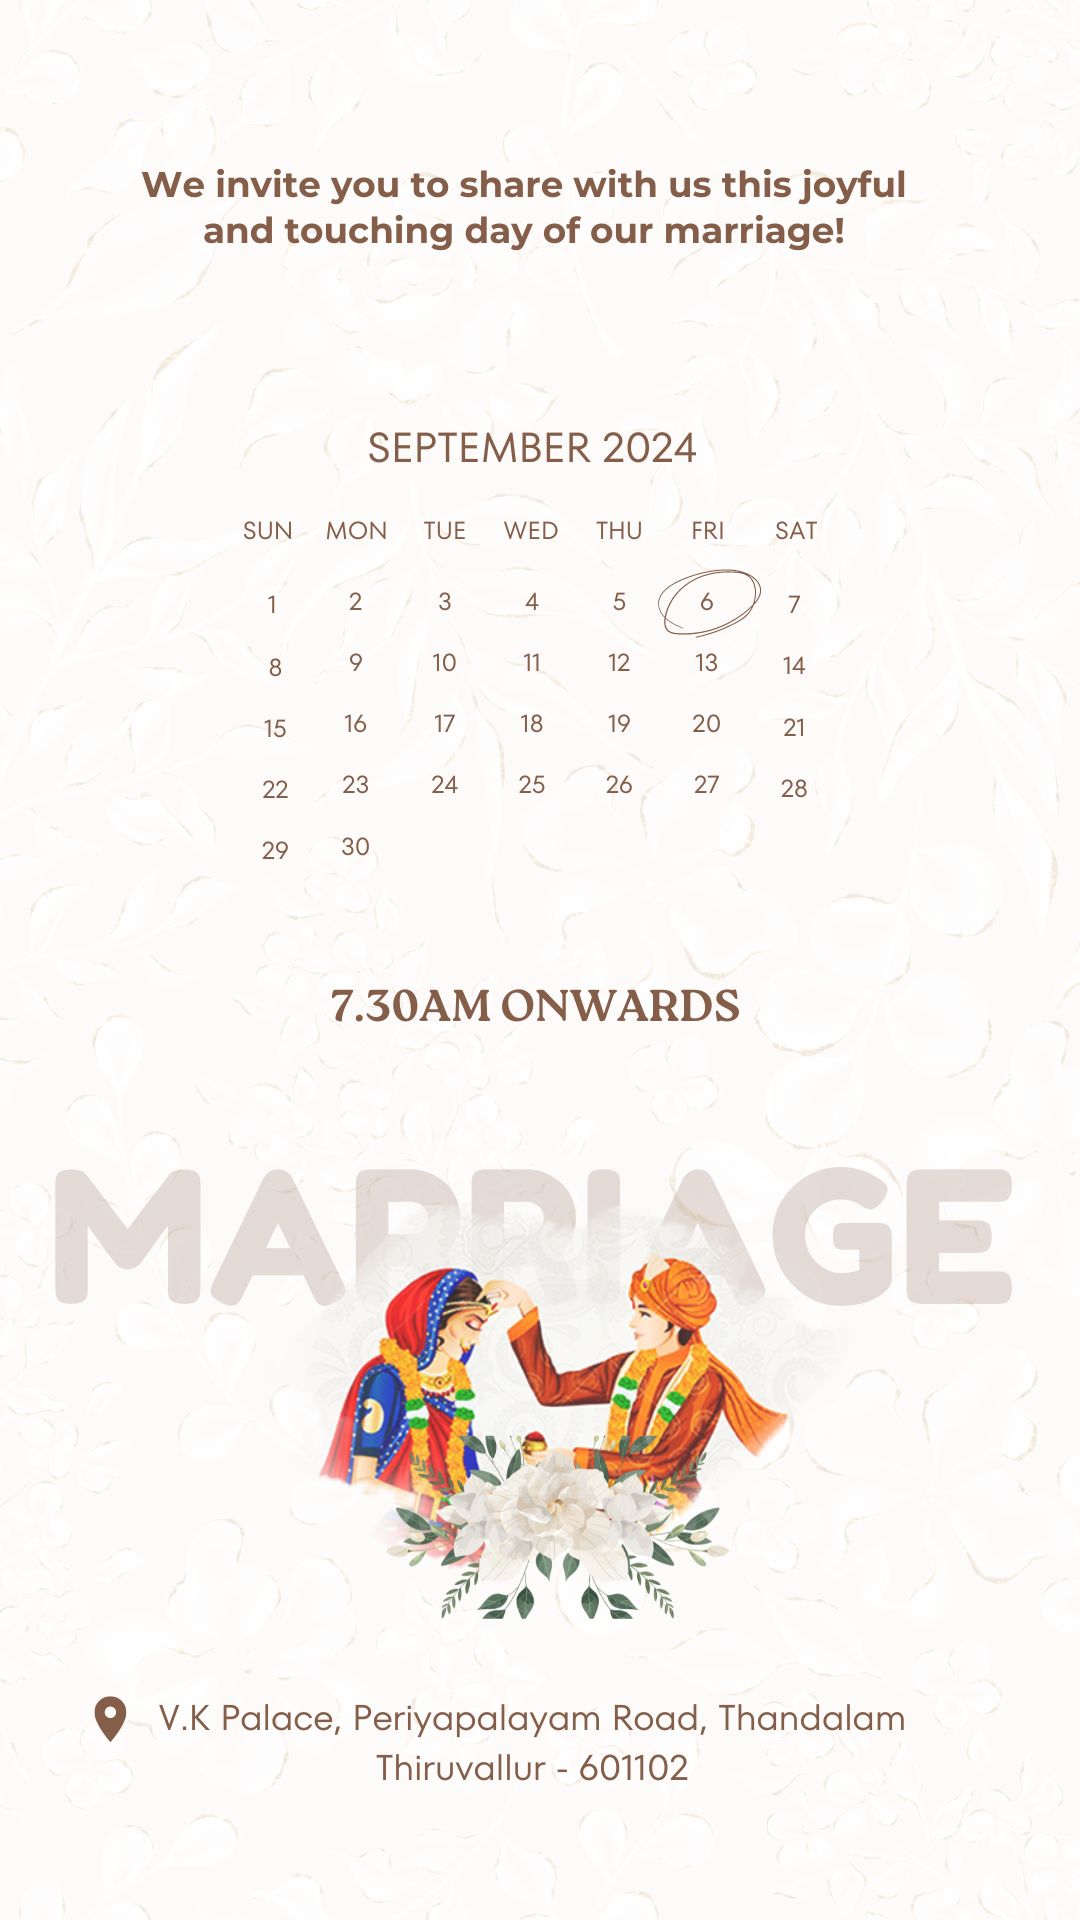 We invite you to share with us this joyful
and touching day of our marriage!
SEPTEMBER 2024
SUN MON TUE WED THU FRI SAT
1 2 3 4 5 6 7
8 9 10 11 12 13 14
15 16 17 18 19 20 21
22 23 24 25 26 27 28
29 30
7.30AM ONWARDS
MARRIAGE
V.K Palace, Periyapalayam Road, Thandalam
Thiruvallur - 601102